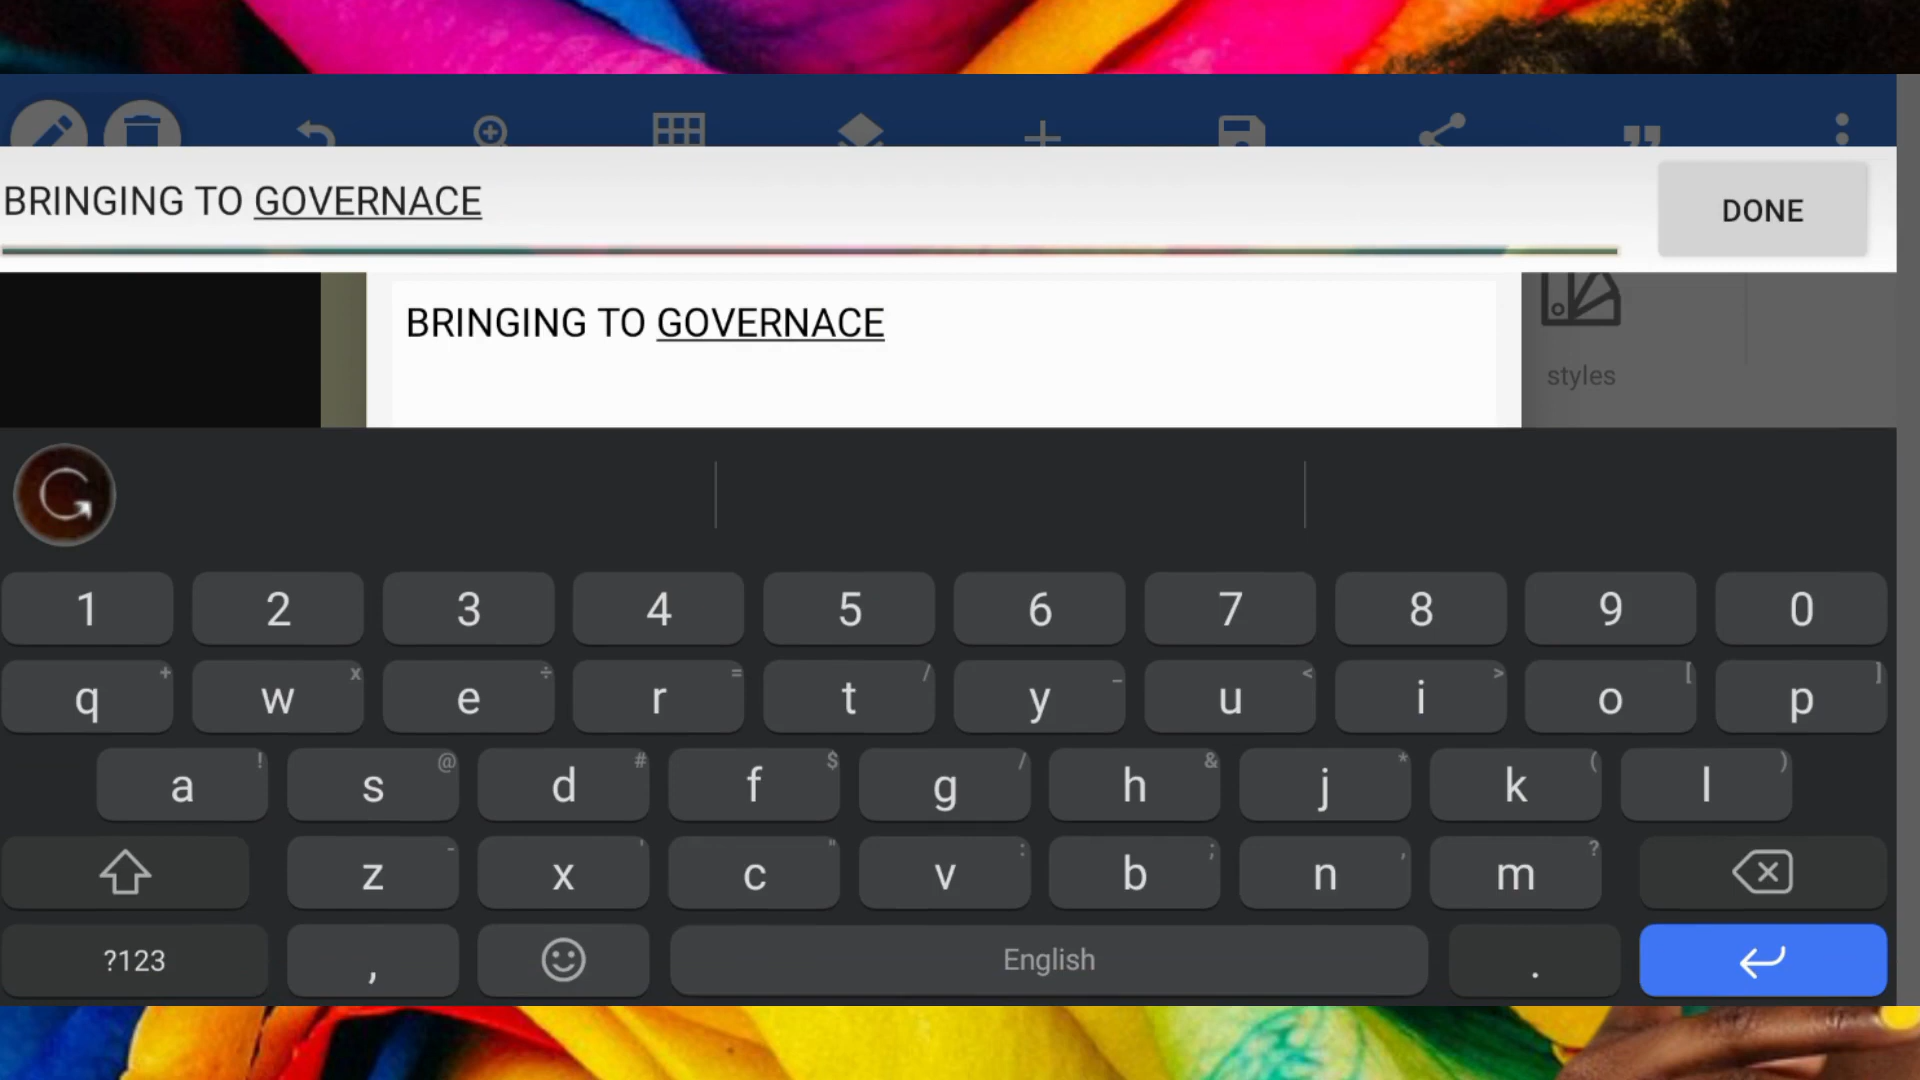 BRINGING TO GOVERNACE
DONE
BRINGING TO GOVERNACE
styles
1 2 3 4 5 6 7 8 9 0
q + w x e ÷ r = t / y _ u < i > o [ p ]
a ! s @ d # f $ g / h & j * k ( l )
z - x ' c " v : b ; n , m ?
?123 , English .